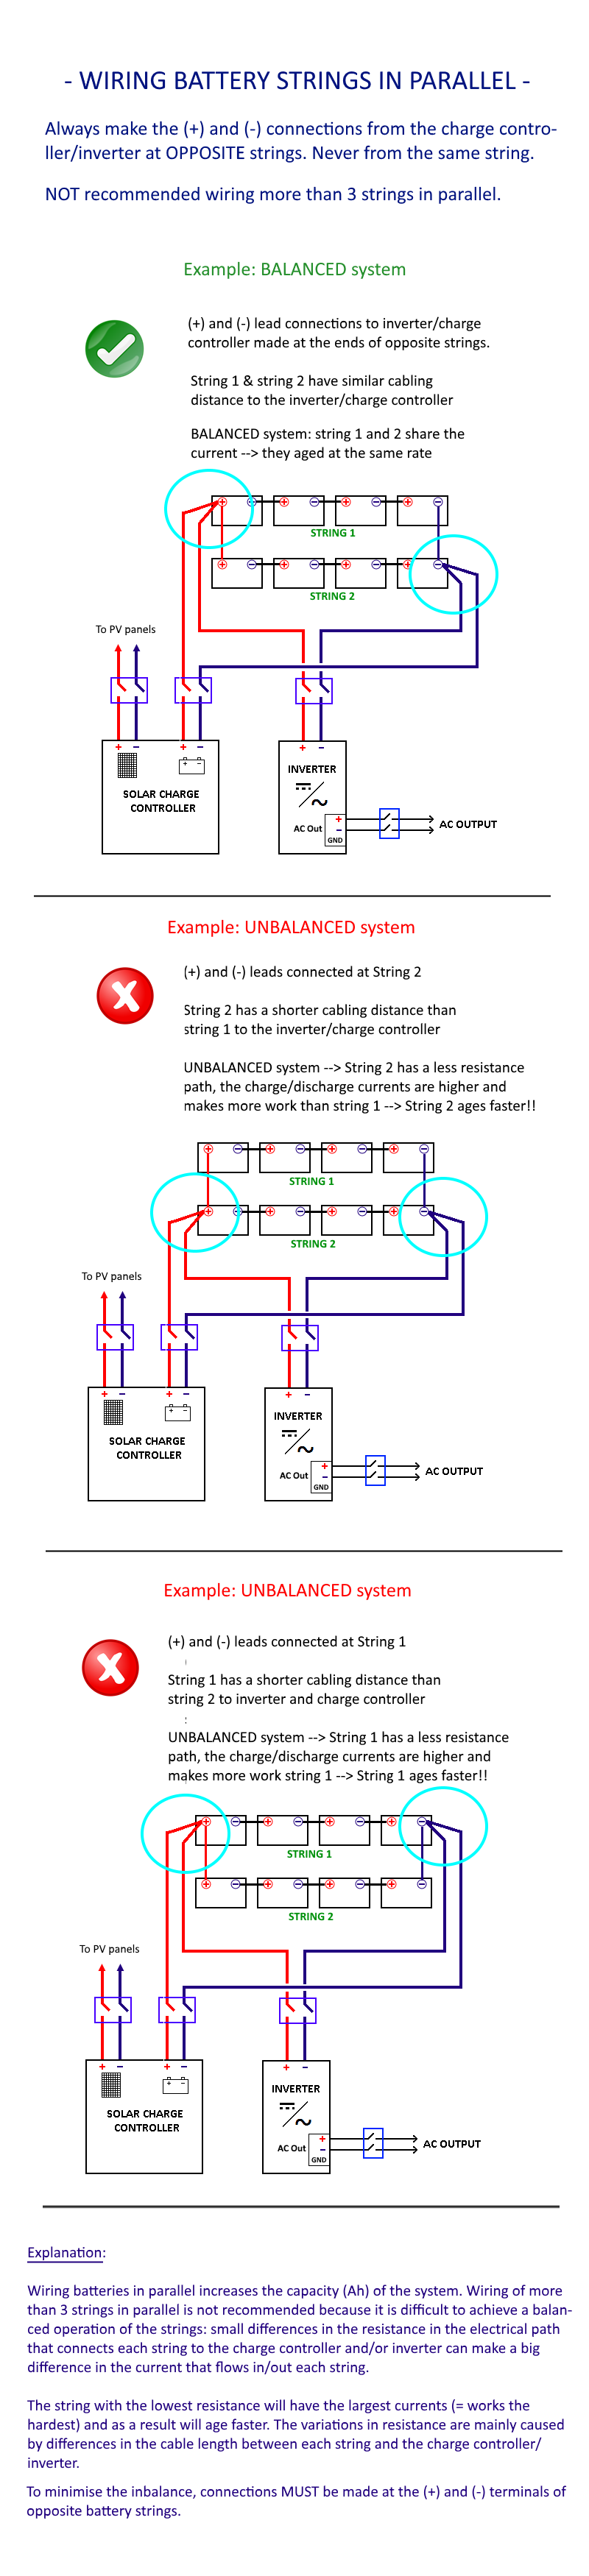 - WIRING BATTERY STRINGS IN PARALLEL -
Always make the (+) and (-) connections from the charge contro-
ller/inverter at OPPOSITE strings. Never from the same string.
NOT recommended wiring more than 3 strings in parallel.
Example: BALANCED system
(+) and (-) lead connections to inverter/charge
controller made at the ends of opposite strings.
String 1 & string 2 have similar cabling
distance to the inverter/charge controller
BALANCED system: string 1 and 2 share the
current --> they aged at the same rate
+ - + - + - + -
STRING 1
+ - + - + - + -
STRING 2
To PV panels
+ - + -
+ -
SOLAR CHARGE
CONTROLLER
INVERTER
+
AC Out -
GND
AC OUTPUT
Example: UNBALANCED system
(+) and (-) leads connected at String 2
String 2 has a shorter cabling distance than
string 1 to the inverter/charge controller
UNBALANCED system --> String 2 has a less resistance
path, the charge/discharge currents are higher and
makes more work than string 1 --> String 2 ages faster!!
+ - + - + - + -
STRING 1
+ - + - + - + -
STRING 2
To PV panels
+ - + -
+ -
SOLAR CHARGE
CONTROLLER
INVERTER
+
AC Out -
GND
AC OUTPUT
Example: UNBALANCED system
(+) and (-) leads connected at String 1
String 1 has a shorter cabling distance than
string 2 to inverter and charge controller
UNBALANCED system --> String 1 has a less resistance
path, the charge/discharge currents are higher and
makes more work string 1 --> String 1 ages faster!!
+ - + - + - + -
STRING 1
+ - + - + - + -
STRING 2
To PV panels
+ - + -
+ -
SOLAR CHARGE
CONTROLLER
INVERTER
+
AC Out -
GND
AC OUTPUT
Explanation:
Wiring batteries in parallel increases the capacity (Ah) of the system. Wiring of more
than 3 strings in parallel is not recommended because it is difficult to achieve a balan-
ced operation of the strings: small differences in the resistance in the electrical path
that connects each string to the charge controller and/or inverter can make a big
difference in the current that flows in/out each string.
The string with the lowest resistance will have the largest currents (= works the
hardest) and as a result will age faster. The variations in resistance are mainly caused
by differences in the cable length between each string and the charge controller/
inverter.
To minimise the inbalance, connections MUST be made at the (+) and (-) terminals of
opposite battery strings.